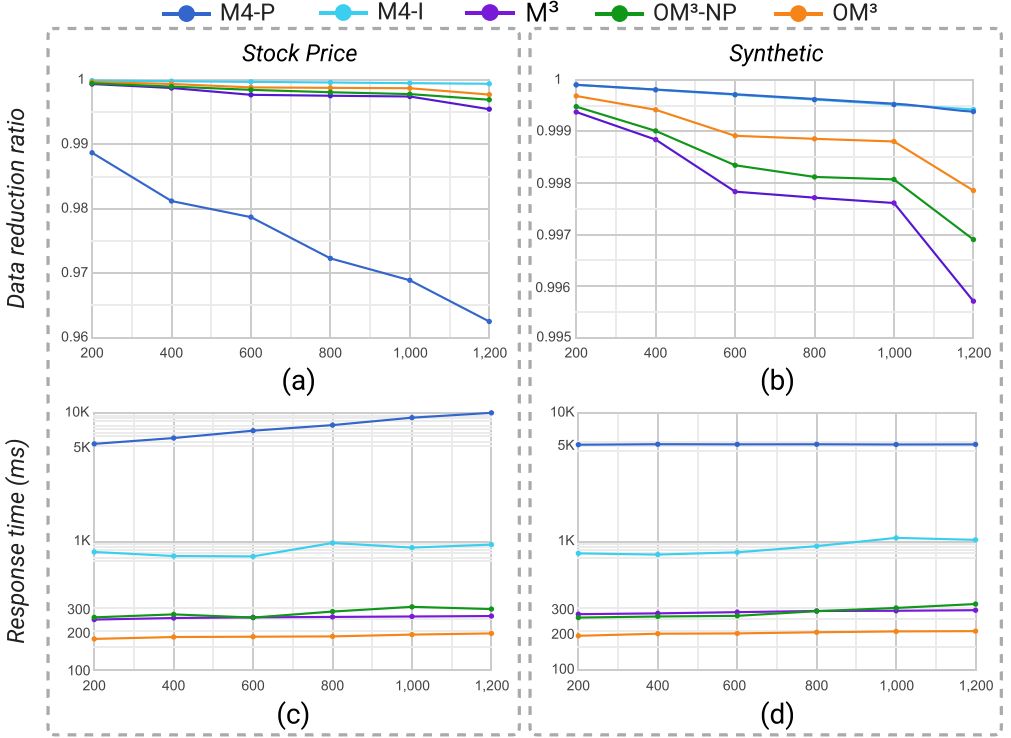 M4-P M4-I M³ OM³-NP OM³
Stock Price
Synthetic
Data reduction ratio
1
0.99
0.98
0.97
0.96
200 400 600 800 1,000 1,200
(a)
1
0.999
0.998
0.997
0.996
0.995
200 400 600 800 1,000 1,200
(b)
Response time (ms)
10K
5K
1K
300
200
100
200 400 600 800 1,000 1,200
(c)
10K
5K
1K
300
200
100
200 400 600 800 1,000 1,200
(d)